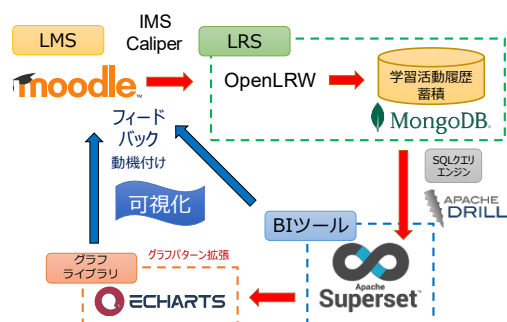 LMS
moodle™
IMS
Caliper
LRS
OpenLRW
学習活動履歴
蓄積
MongoDB®
フィード
バック
動機付け
可視化
SQLクエリ
エンジン
APACHE
DRILL
BIツール
Apache
Superset™
グラフパターン拡張
グラフ
ライブラリ
ECHARTS